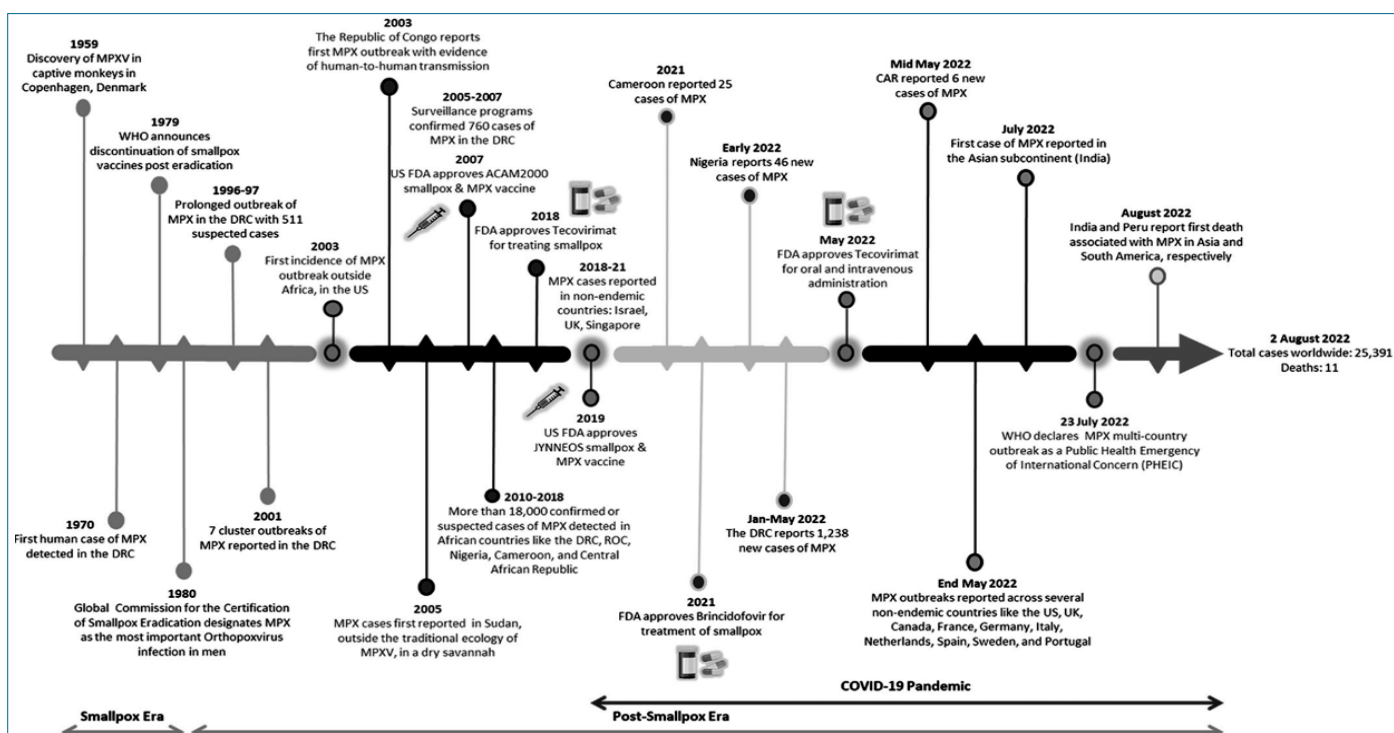 1959
Discovery of MPXV in
captive monkeys in
Copenhagen, Denmark
1979
WHO announces
discontinuation of smallpox
vaccines post eradication
1996-97
Prolonged outbreak of
MPX in the DRC with 511
suspected cases
2003
First incidence of MPX
outbreak outside
Africa, in the US
2003
The Republic of Congo reports
first MPX outbreak with evidence
of human-to-human transmission
2005-2007
Surveillance programs
confirmed 760 cases of
MPX in the DRC
2007
US FDA approves ACAM2000
smallpox & MPX vaccine
2018
FDA approves Tecovirimat
for treating smallpox
2018-21
MPX cases reported
in non-endemic
countries: Israel,
UK, Singapore
2021
Cameroon reported 25
cases of MPX
Early 2022
Nigeria reports 46 new
cases of MPX
May 2022
FDA approves Tecovirimat
for oral and intravenous
administration
Mid May 2022
CAR reported 6 new
cases of MPX
July 2022
First case of MPX reported in
the Asian subcontinent (India)
August 2022
India and Peru report first death
associated with MPX in Asia and
South America, respectively
2 August 2022
Total cases worldwide: 25,391
Deaths: 11
1970
First human case of MPX
detected in the DRC
1980
Global Commission for the Certification
of Smallpox Eradication designates MPX
as the most important Orthopoxvirus
infection in men
2001
7 cluster outbreaks of
MPX reported in the DRC
2005
MPX cases first reported in Sudan,
outside the traditional ecology of
MPXV, in a dry savannah
2010-2018
More than 18,000 confirmed or
suspected cases of MPX detected in
African countries like the DRC, ROC,
Nigeria, Cameroon, and Central
African Republic
2019
US FDA approves
JYNNEOS smallpox &
MPX vaccine
2021
FDA approves Brincidofovir for
treatment of smallpox
Jan-May 2022
The DRC reports 1,238
new cases of MPX
End May 2022
MPX outbreaks reported across several
non-endemic countries like the US, UK,
Canada, France, Germany, Italy,
Netherlands, Spain, Sweden, and Portugal
23 July 2022
WHO declares MPX multi-country
outbreak as a Public Health Emergency
of International Concern (PHEIC)
COVID-19 Pandemic
Smallpox Era
Post-Smallpox Era